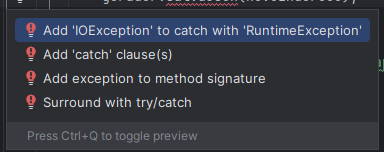 Add 'IOException' to catch with 'RuntimeException'
Add 'catch' clause(s)
Add exception to method signature
Surround with try/catch
Press Ctrl+Q to toggle preview